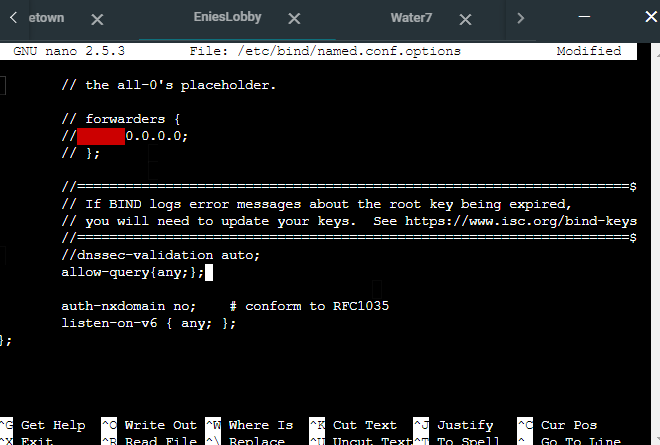 etown EniesLobby Water7
GNU nano 2.5.3 File: /etc/bind/named.conf.options Modified
// the all-0's placeholder.
// forwarders {
// 0.0.0.0;
// };
//=====================================================================$
// If BIND logs error messages about the root key being expired,
// you will need to update your keys.  See https://www.isc.org/bind-keys
//=====================================================================$
//dnssec-validation auto;
allow-query{any;};
auth-nxdomain no;    # conform to RFC1035
listen-on-v6 { any; };
};
^G Get Help ^O Write Out ^W Where Is ^K Cut Text ^J Justify ^C Cur Pos
^X Exit ^R Read File ^\ Replace ^U Uncut Text ^T To Spell ^_ Go To Line